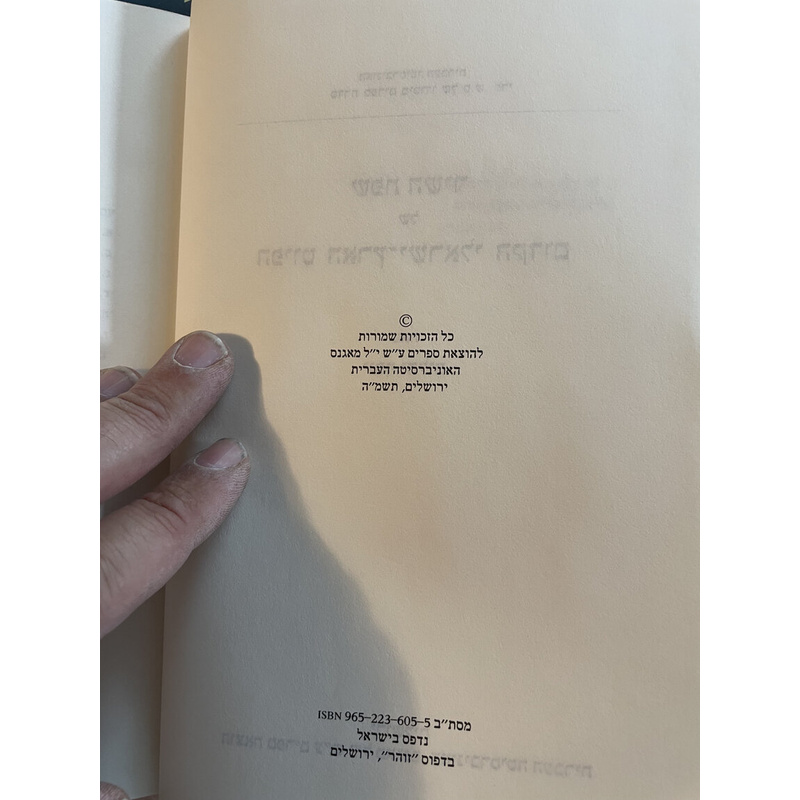 ©
כל הזכויות שמורות
להוצאת ספרים ע״ש י״ל מאגנס
האוניברסיטה העברית
ירושלים, תשמ״ה
מסת״ב ISBN 965–223–605–5
נדפס בישראל
בדפוס ״זוהר״, ירושלים